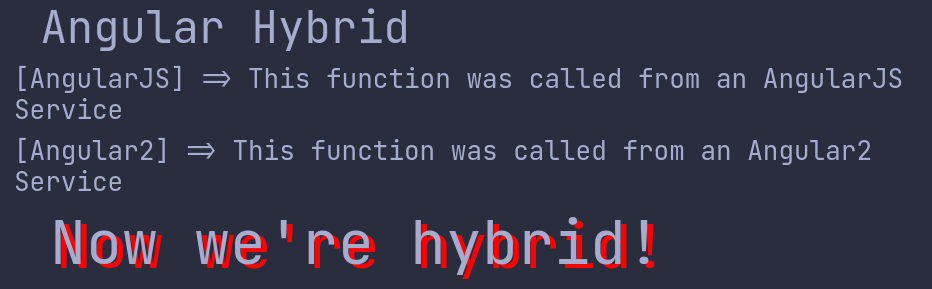 Angular Hybrid
[AngularJS] => This function was called from an AngularJS
Service
[Angular2] => This function was called from an Angular2
Service
Now we're hybrid!